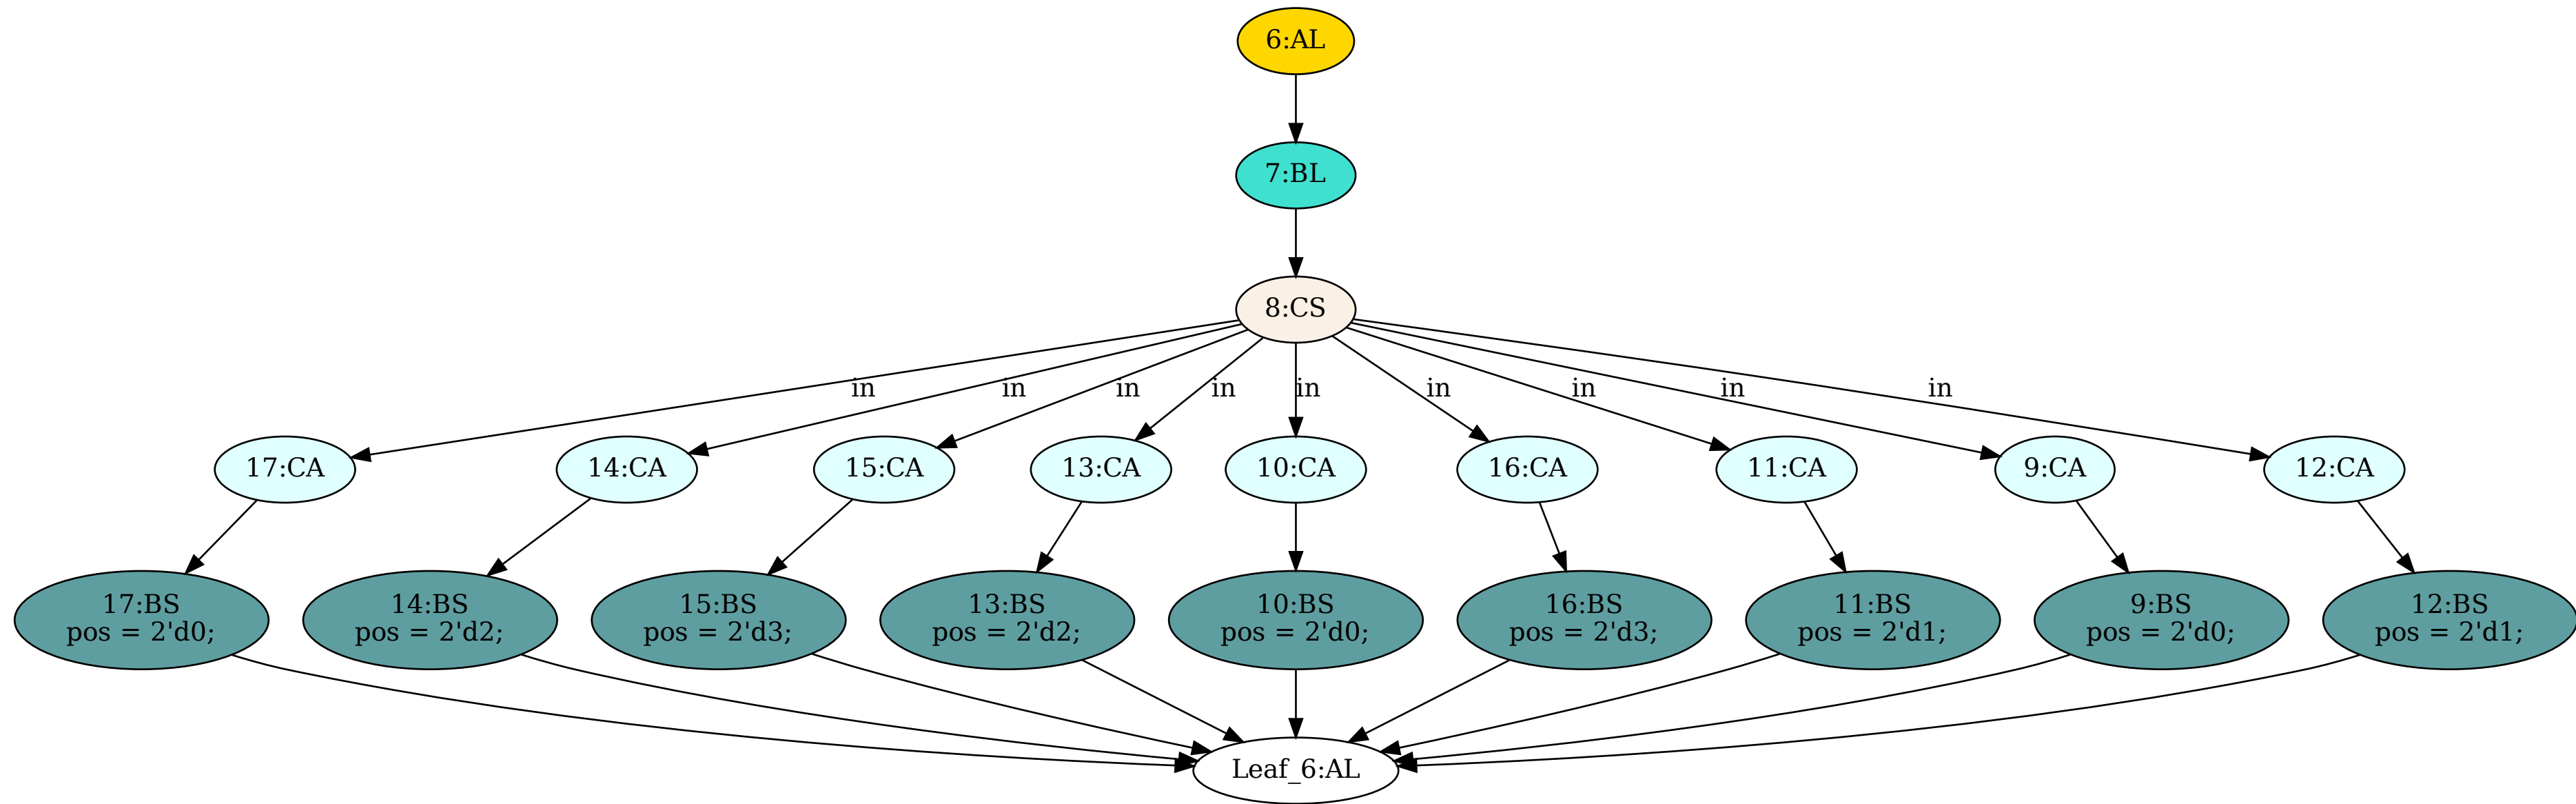 6:AL
7:BL
8:CS
in in in in in in in in in
17:CA 14:CA 15:CA 13:CA 10:CA 16:CA 11:CA 9:CA 12:CA
17:BS
pos = 2'd0;
14:BS
pos = 2'd2;
15:BS
pos = 2'd3;
13:BS
pos = 2'd2;
10:BS
pos = 2'd0;
16:BS
pos = 2'd3;
11:BS
pos = 2'd1;
9:BS
pos = 2'd0;
12:BS
pos = 2'd1;
Leaf_6:AL